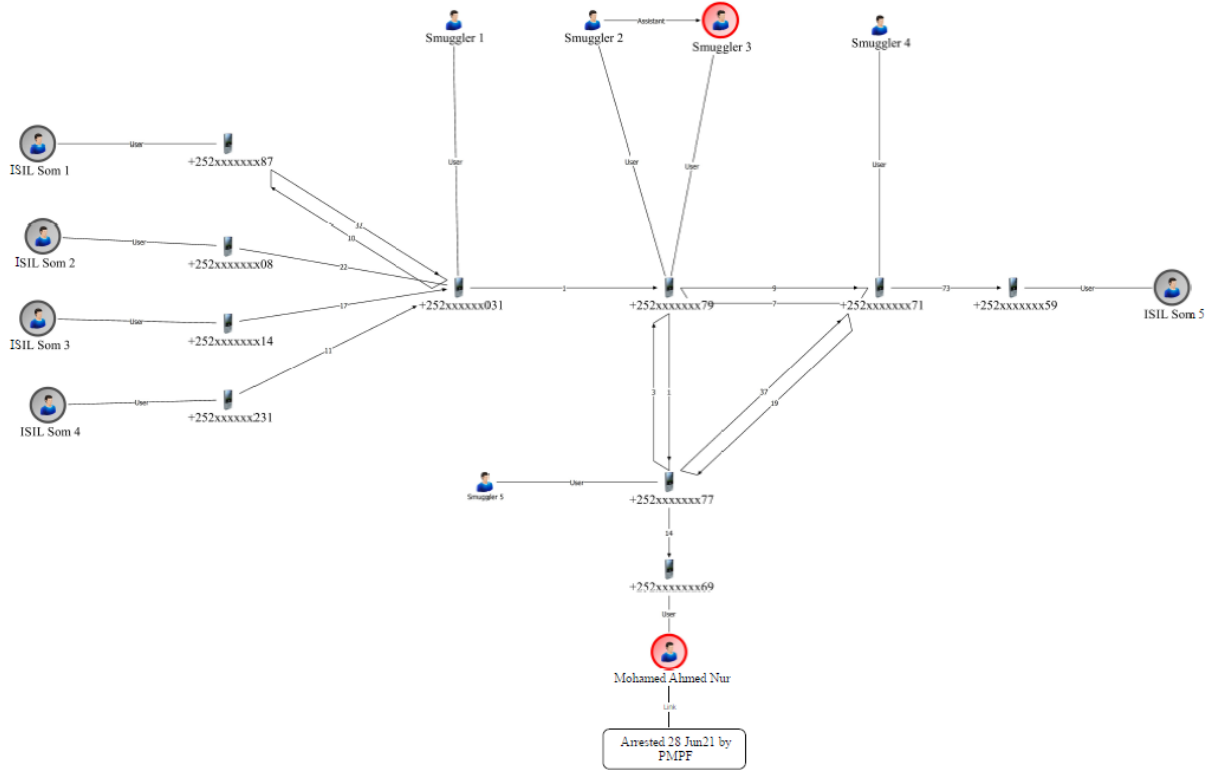 Smuggler 1
Smuggler 2
Assistant
Smuggler 3
Smuggler 4
ISIL Som 1
User
+252xxxxxxx87
User
User
User
User
ISIL Som 2
User
+252xxxxxxx08
10
22
ISIL Som 3
User
+252xxxxxxx14
17
+252xxxxxx031
1
+252xxxxxxx79
9
7
+252xxxxxxx71
73
+252xxxxxxx59
User
ISIL Som 5
11
ISIL Som 4
User
+252xxxxxx231
3
1
37
19
Smuggler 5
User
+252xxxxxxx77
14
+252xxxxxxx69
User
Mohamed Ahmed Nur
Link
Arrested 28 Jun21 by
PMPF